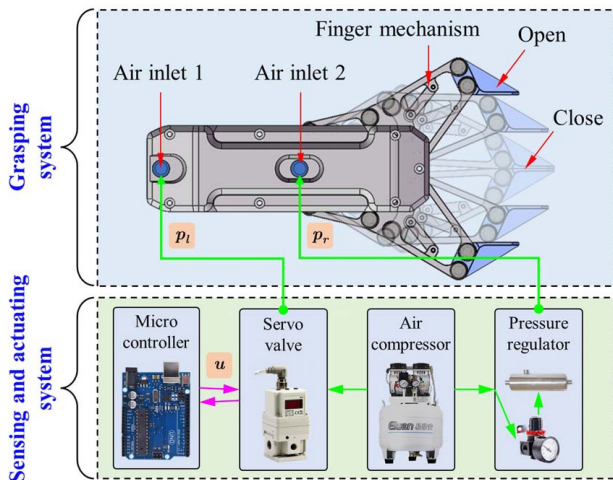 Grasping
system
Finger mechanism
Open
Air inlet 1
Air inlet 2
Close
p_l
p_r
Sensing and actuating
system
Micro
controller
u
Servo
valve
Air
compressor
Pressure
regulator